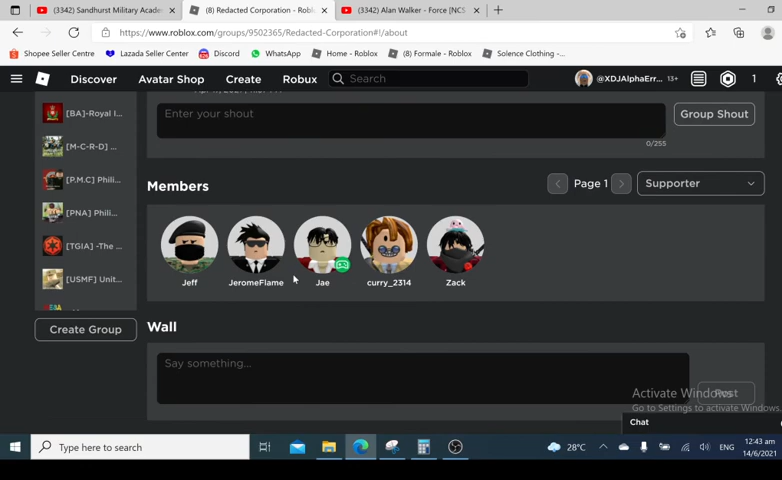 (3342) Sandhurst Military Acade
(8) Redacted-Corporation - Robl
(3342) Alan Walker - Force [NCS
https://www.roblox.com/groups/9502365/Redacted-Corporation#!/about
Shopee Seller Centre
Lazada Seller Center
Discord
WhatsApp
Home - Roblox
(8) Formale - Roblox
Solence Clothing -...
Discover
Avatar Shop
Create
Robux
Search
@XDJAlphaErr... 13+
1
[BA]-Royal I...
[M-C-R-D] ...
[P.M.C] Phili...
[PNA] Phili...
[TGIA] -The ...
[USMF] Unit...
Create Group
Enter your shout
Group Shout
0/255
Members
Page 1
Supporter
Jeff
JeromeFlame
Jae
curry_2314
Zack
Wall
Say something...
Post
Activate Windows
Go to Settings to activate Windows.
Chat
Type here to search
28°C
ENG
12:43 am
14/6/2021